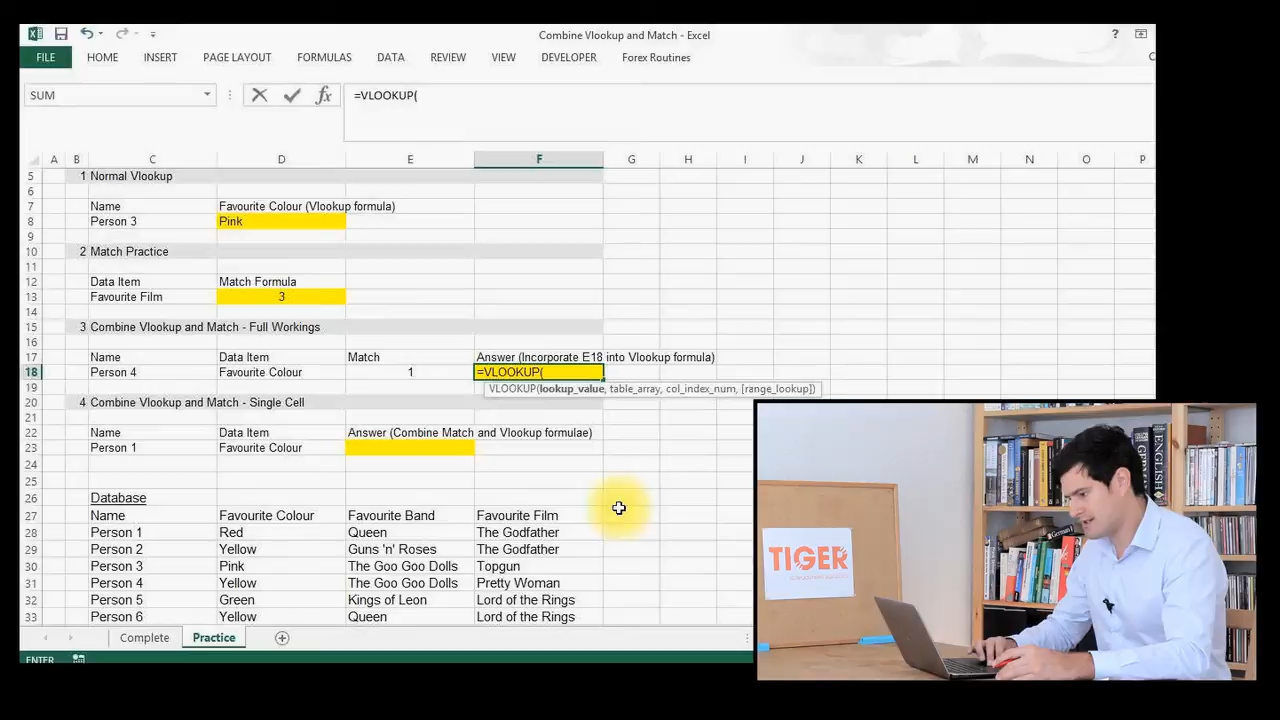 Combine Vlookup and Match - Excel
?
FILE HOME INSERT PAGE LAYOUT FORMULAS DATA REVIEW VIEW DEVELOPER Forex Routines C
SUM fx =VLOOKUP(
A B C D E F G H I J K L M N O P
5 1 Normal Vlookup
6
7 Name Favourite Colour (Vlookup formula)
8 Person 3 Pink
9
10 2 Match Practice
11
12 Data Item Match Formula
13 Favourite Film 3
14
15 3 Combine Vlookup and Match - Full Workings
16
17 Name Data Item Match Answer (Incorporate E18 into Vlookup formula)
18 Person 4 Favourite Colour 1 =VLOOKUP(
19 VLOOKUP(lookup_value, table_array, col_index_num, [range_lookup])
20 4 Combine Vlookup and Match - Single Cell
21
22 Name Data Item Answer (Combine Match and Vlookup formulae)
23 Person 1 Favourite Colour
24
25
26 Database
27 Name Favourite Colour Favourite Band Favourite Film
28 Person 1 Red Queen The Godfather
29 Person 2 Yellow Guns 'n' Roses The Godfather
30 Person 3 Pink The Goo Goo Dolls Topgun
31 Person 4 Yellow The Goo Goo Dolls Pretty Woman
32 Person 5 Green Kings of Leon Lord of the Rings
33 Person 6 Yellow Queen Lord of the Rings
Complete Practice
ENTER
TIGER
ENGLISH